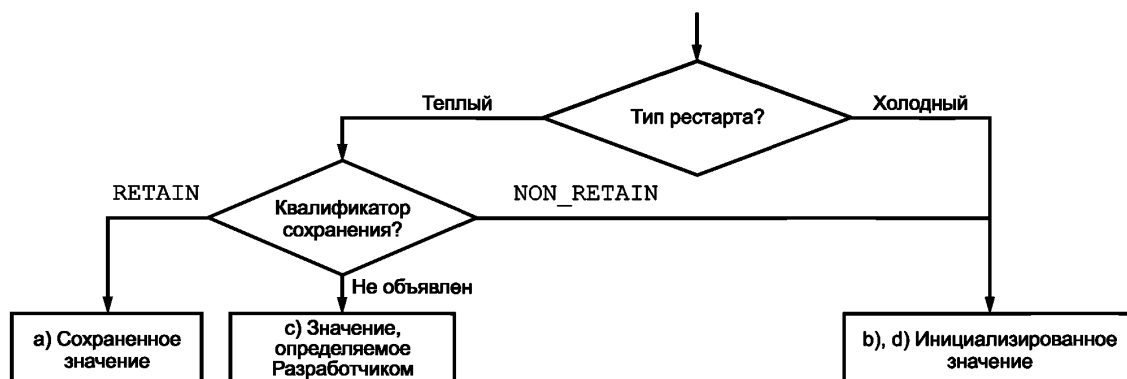 Теплый
Тип рестарта?
Холодный
RETAIN
Квалификатор
сохранения?
NON_RETAIN
Не объявлен
a) Сохраненное
значение
c) Значение,
определяемое
Разработчиком
b), d) Инициализированное
значение